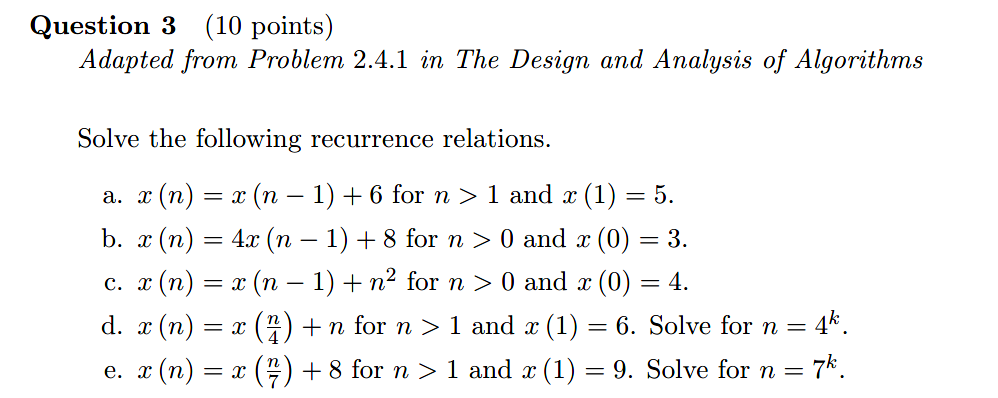 Question 3 (10 points)
Adapted from Problem 2.4.1 in The Design and Analysis of Algorithms
Solve the following recurrence relations.
a. x (n) = x (n − 1) + 6 for n > 1 and x (1) = 5.
b. x (n) = 4x (n − 1) + 8 for n > 0 and x (0) = 3.
c. x (n) = x (n − 1) + n² for n > 0 and x (0) = 4.
d. x (n) = x (n/4) + n for n > 1 and x (1) = 6. Solve for n = 4ᵏ.
e. x (n) = x (n/7) + 8 for n > 1 and x (1) = 9. Solve for n = 7ᵏ.